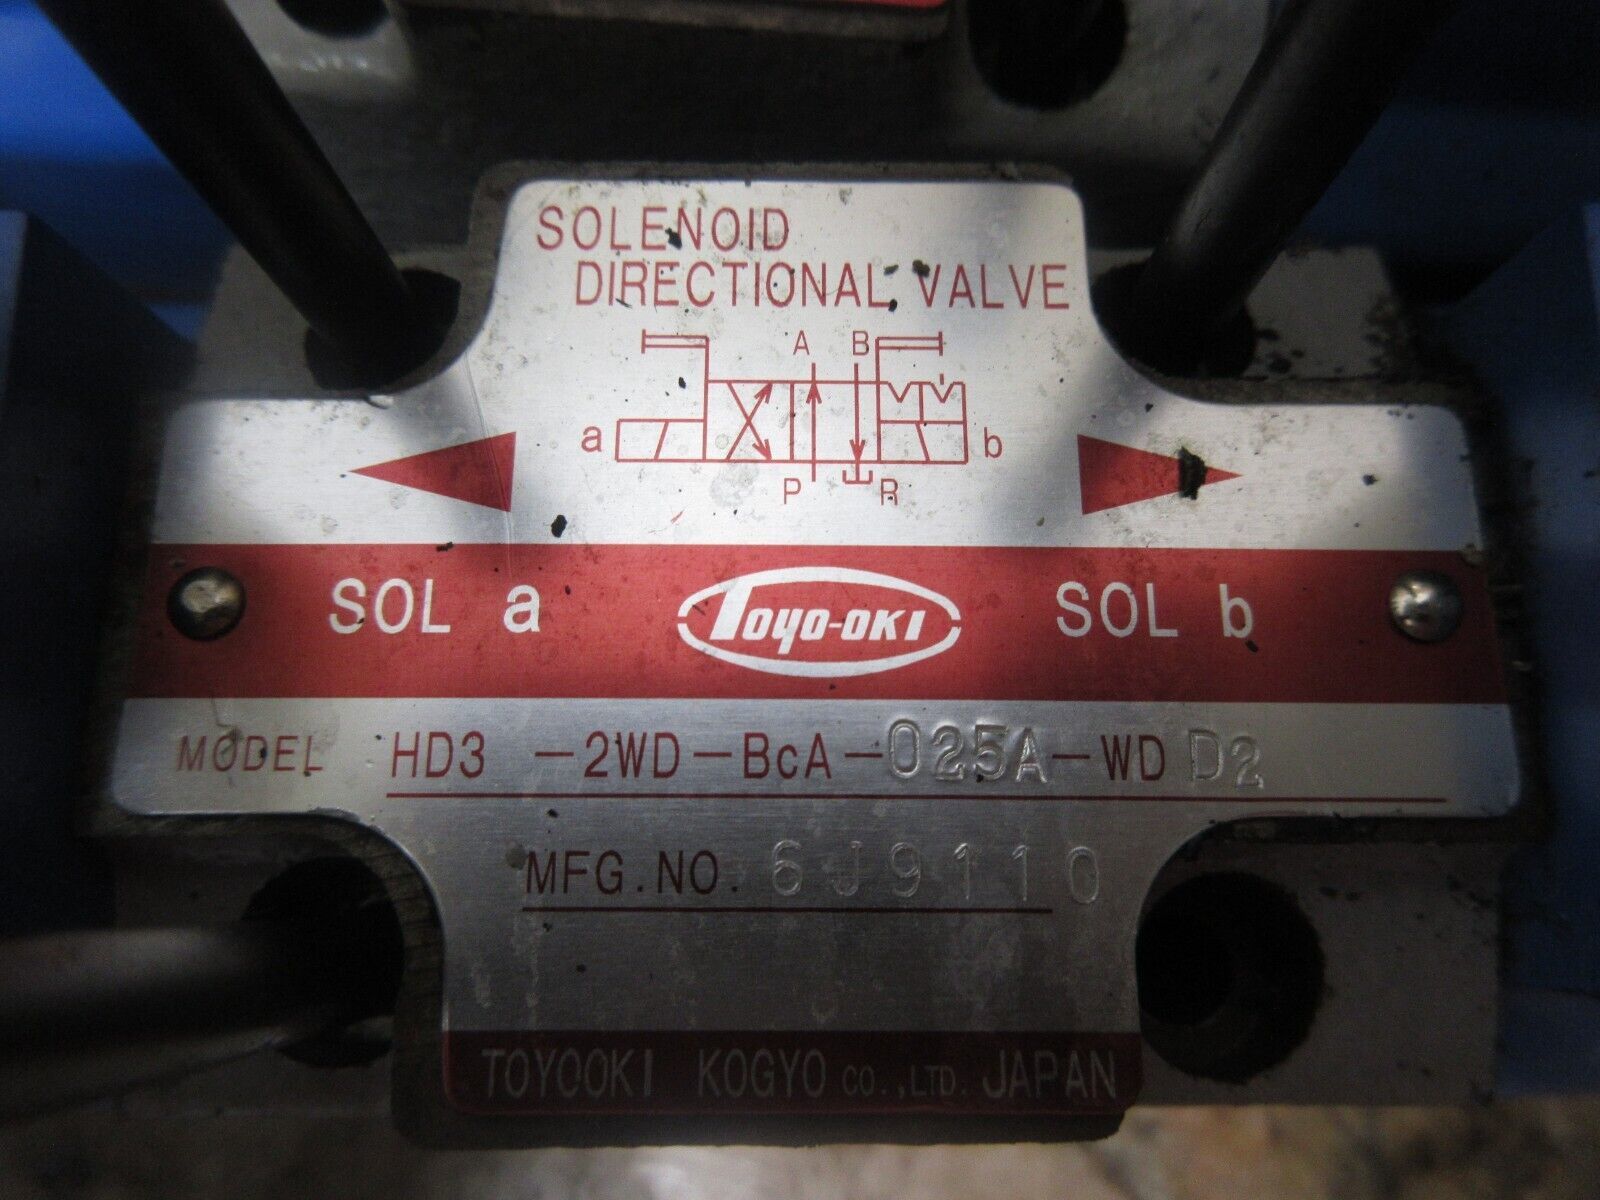 SOLENOID
DIRECTIONAL VALVE
A B
a b
P R
SOL a TOYO-OKI SOL b
MODEL HD3 -2WD-BcA-025A-WD D2
MFG.NO. 6J9110
TOYOOKI KOGYO CO.,LTD. JAPAN